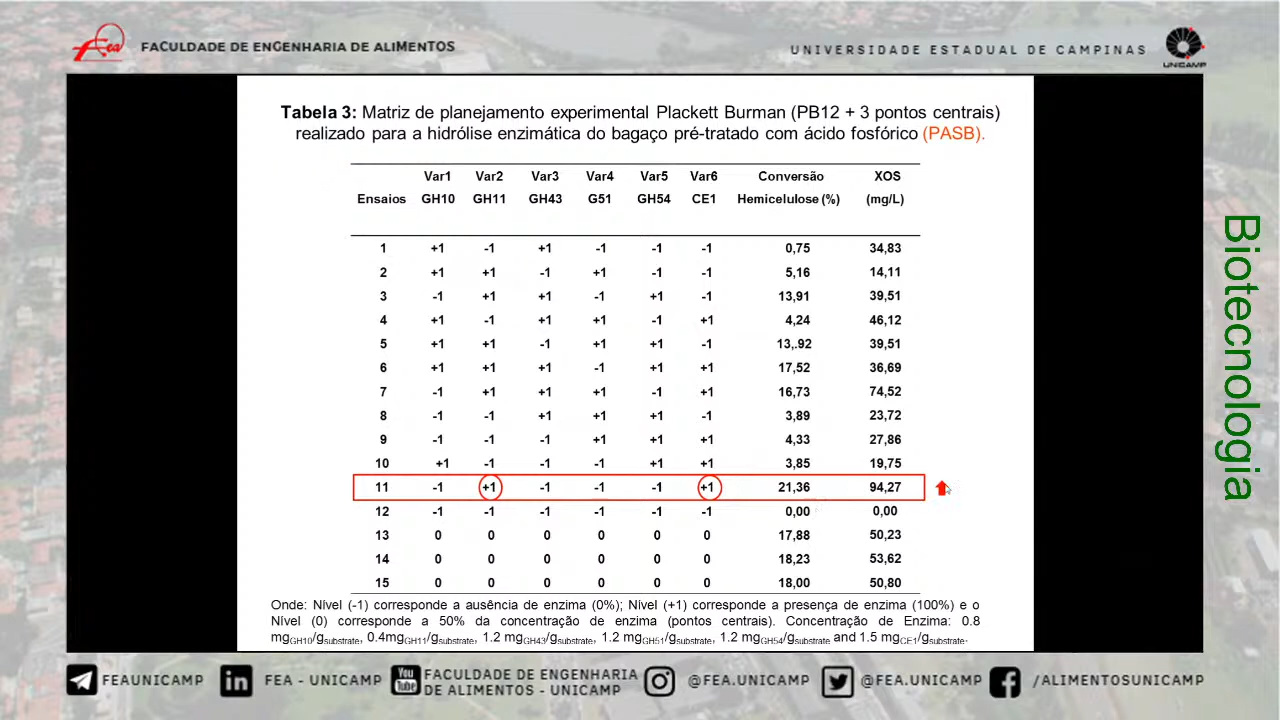 Fea
FACULDADE DE ENGENHARIA DE ALIMENTOS
UNIVERSIDADE ESTADUAL DE CAMPINAS
UNICAMP
Tabela 3: Matriz de planejamento experimental Plackett Burman (PB12 + 3 pontos centrais)
realizado para a hidrólise enzimática do bagaço pré-tratado com ácido fosfórico (PASB).
Var1 Var2 Var3 Var4 Var5 Var6 Conversão XOS
Ensaios GH10 GH11 GH43 G51 GH54 CE1 Hemicelulose (%) (mg/L)
1 +1 -1 +1 -1 -1 -1 0,75 34,83
2 +1 +1 -1 +1 -1 -1 5,16 14,11
3 -1 +1 +1 -1 +1 -1 13,91 39,51
4 +1 -1 +1 +1 -1 +1 4,24 46,12
5 +1 +1 -1 +1 +1 -1 13,.92 39,51
6 +1 +1 +1 -1 +1 +1 17,52 36,69
7 -1 +1 +1 +1 -1 +1 16,73 74,52
8 -1 -1 +1 +1 +1 -1 3,89 23,72
9 -1 -1 -1 +1 +1 +1 4,33 27,86
10 +1 -1 -1 -1 +1 +1 3,85 19,75
11 -1 +1 -1 -1 -1 +1 21,36 94,27
12 -1 -1 -1 -1 -1 -1 0,00 0,00
13 0 0 0 0 0 0 17,88 50,23
14 0 0 0 0 0 0 18,23 53,62
15 0 0 0 0 0 0 18,00 50,80
Onde: Nível (-1) corresponde a ausência de enzima (0%); Nível (+1) corresponde a presença de enzima (100%) e o
Nível (0) corresponde a 50% da concentração de enzima (pontos centrais). Concentração de Enzima: 0.8
mgGH10/gsubstrate, 0.4mgGH11/gsubstrate, 1.2 mgGH43/gsubstrate, 1.2 mgGH51/gsubstrate, 1.2 mgGH54/gsubstrate and 1.5 mgCE1/gsubstrate.
Biotecnologia
FEAUNICAMP
in
FEA - UNICAMP
You
Tube
FACULDADE DE ENGENHARIA
DE ALIMENTOS - UNICAMP
@FEA.UNICAMP
@FEA.UNICAMP
/ALIMENTOSUNICAMP